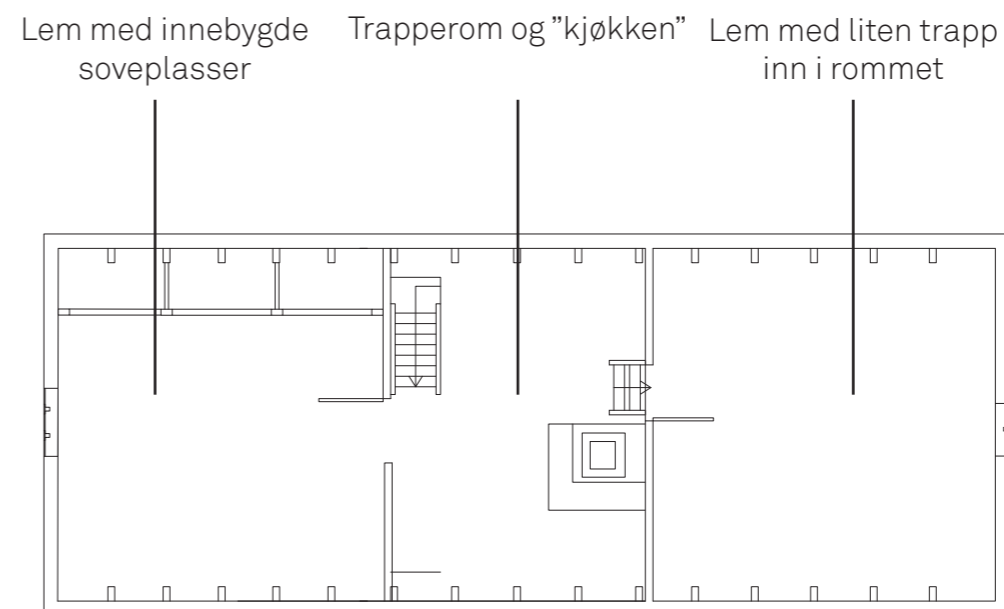 Lem med innebygde
soveplasser
Trapperom og ”kjøkken”
Lem med liten trapp
inn i rommet